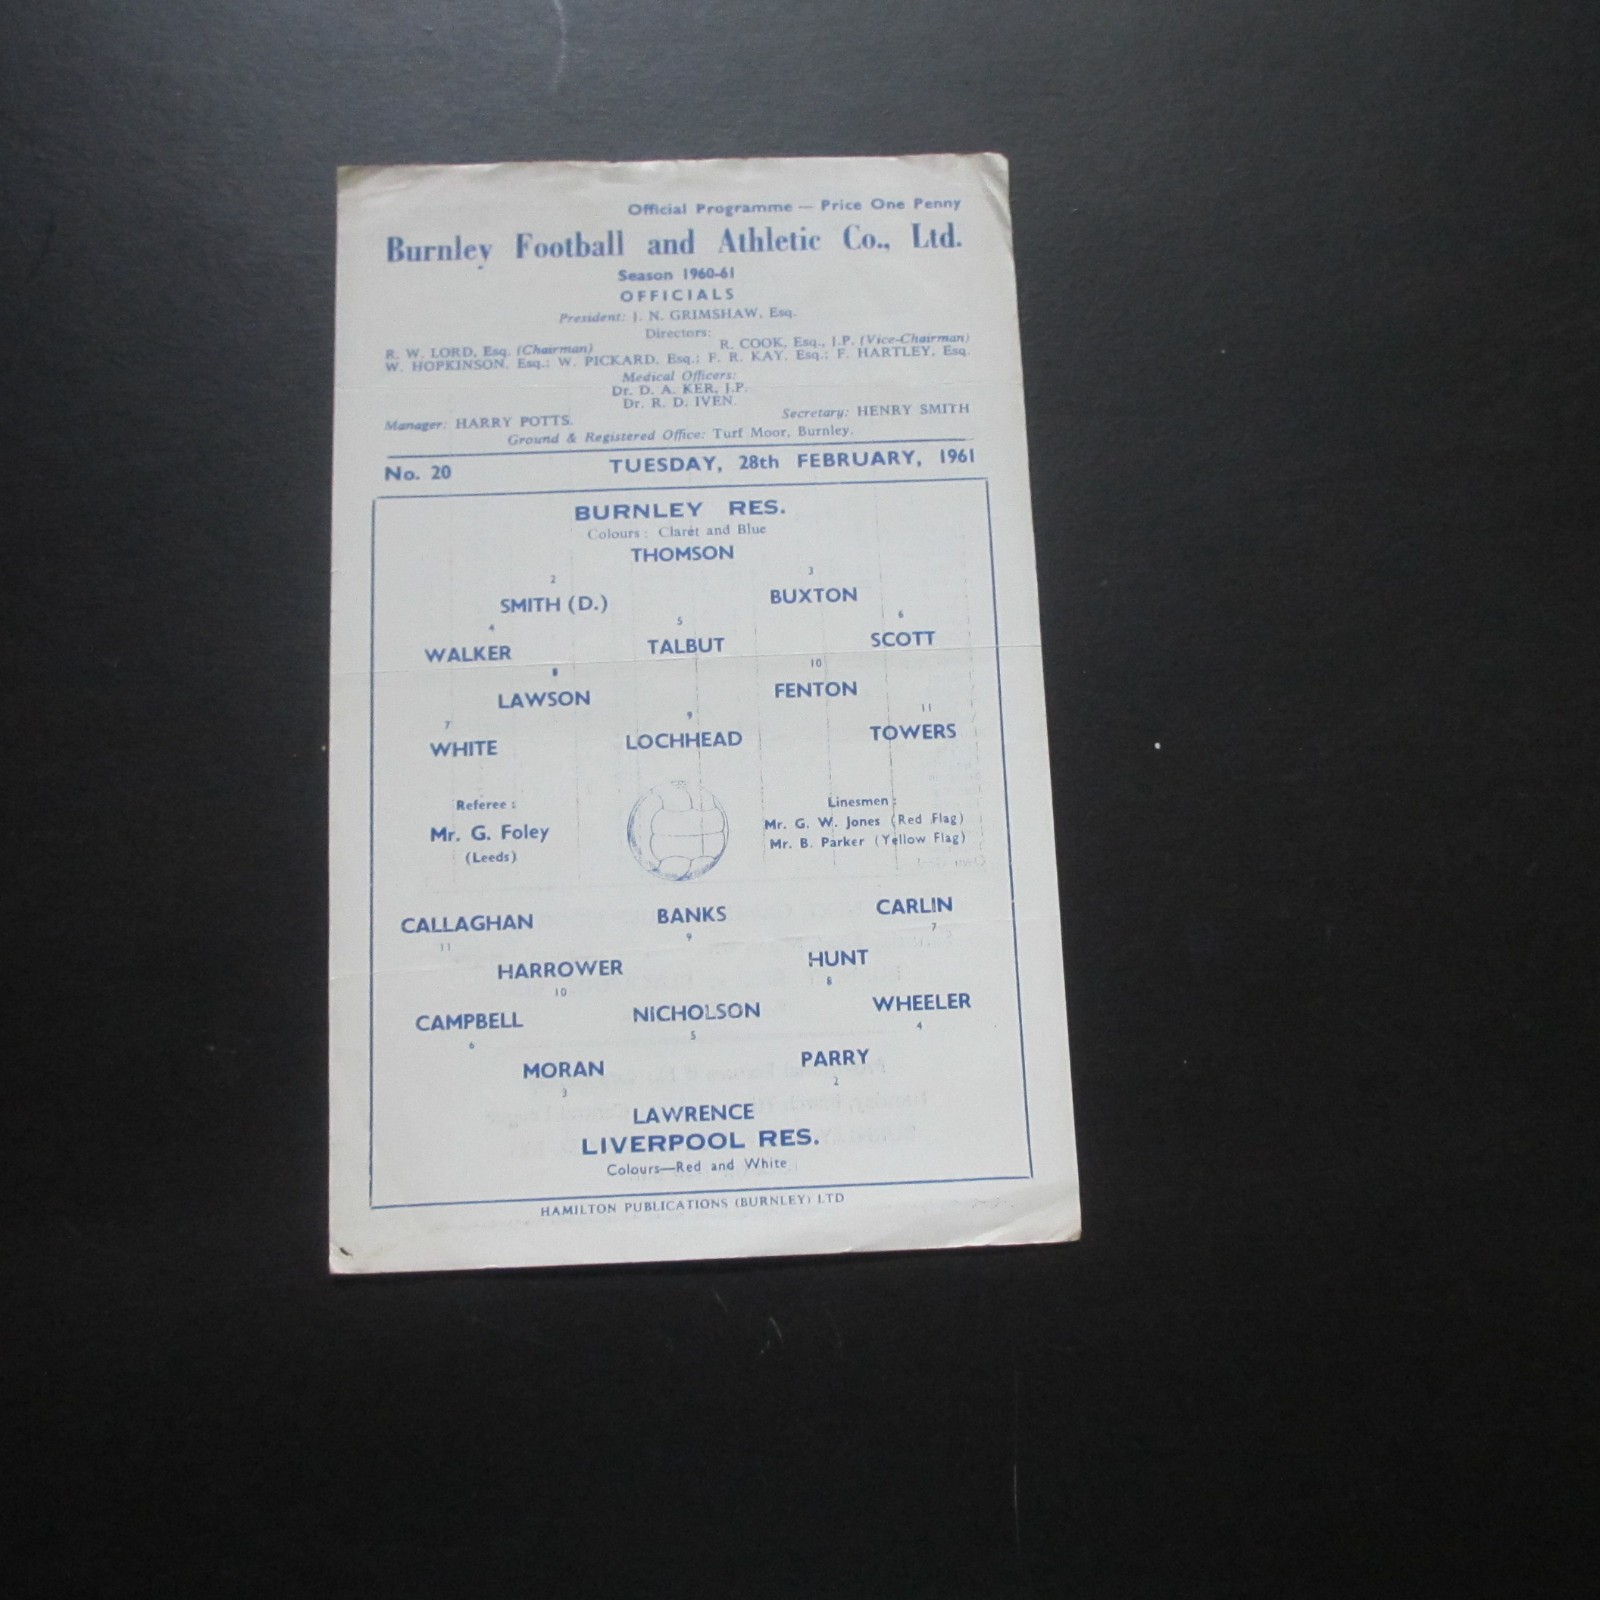 Official Programme — Price One Penny
Burnley Football and Athletic Co., Ltd.
Season 1960-61
OFFICIALS
President: J. N. GRIMSHAW, Esq.
Directors:
R. W. LORD, Esq. (Chairman) R. COOK, Esq., J.P. (Vice-Chairman)
W. HOPKINSON, Esq.; W. PICKARD, Esq.; F. R. KAY, Esq.; F. HARTLEY, Esq.
Medical Officers:
Dr. D. A. KER, J.P.
Dr. R. D. IVEN.
Manager: HARRY POTTS. Secretary: HENRY SMITH
Ground & Registered Office: Turf Moor, Burnley.
No. 20 TUESDAY, 28th FEBRUARY, 1961
BURNLEY RES.
Colours: Claret and Blue
THOMSON
2 3
SMITH (D.) BUXTON
4 5 6
WALKER TALBUT SCOTT
8 10
LAWSON FENTON
7 9 11
WHITE LOCHHEAD TOWERS
Referee: Linesmen:
Mr. G. Foley Mr. G. W. Jones (Red Flag)
(Leeds) Mr. B. Parker (Yellow Flag)
CALLAGHAN BANKS CARLIN
11 9 7
HARROWER HUNT
10 8
CAMPBELL NICHOLSON WHEELER
6 5 4
MORAN PARRY
3 2
LAWRENCE
LIVERPOOL RES.
Colours—Red and White
HAMILTON PUBLICATIONS (BURNLEY) LTD